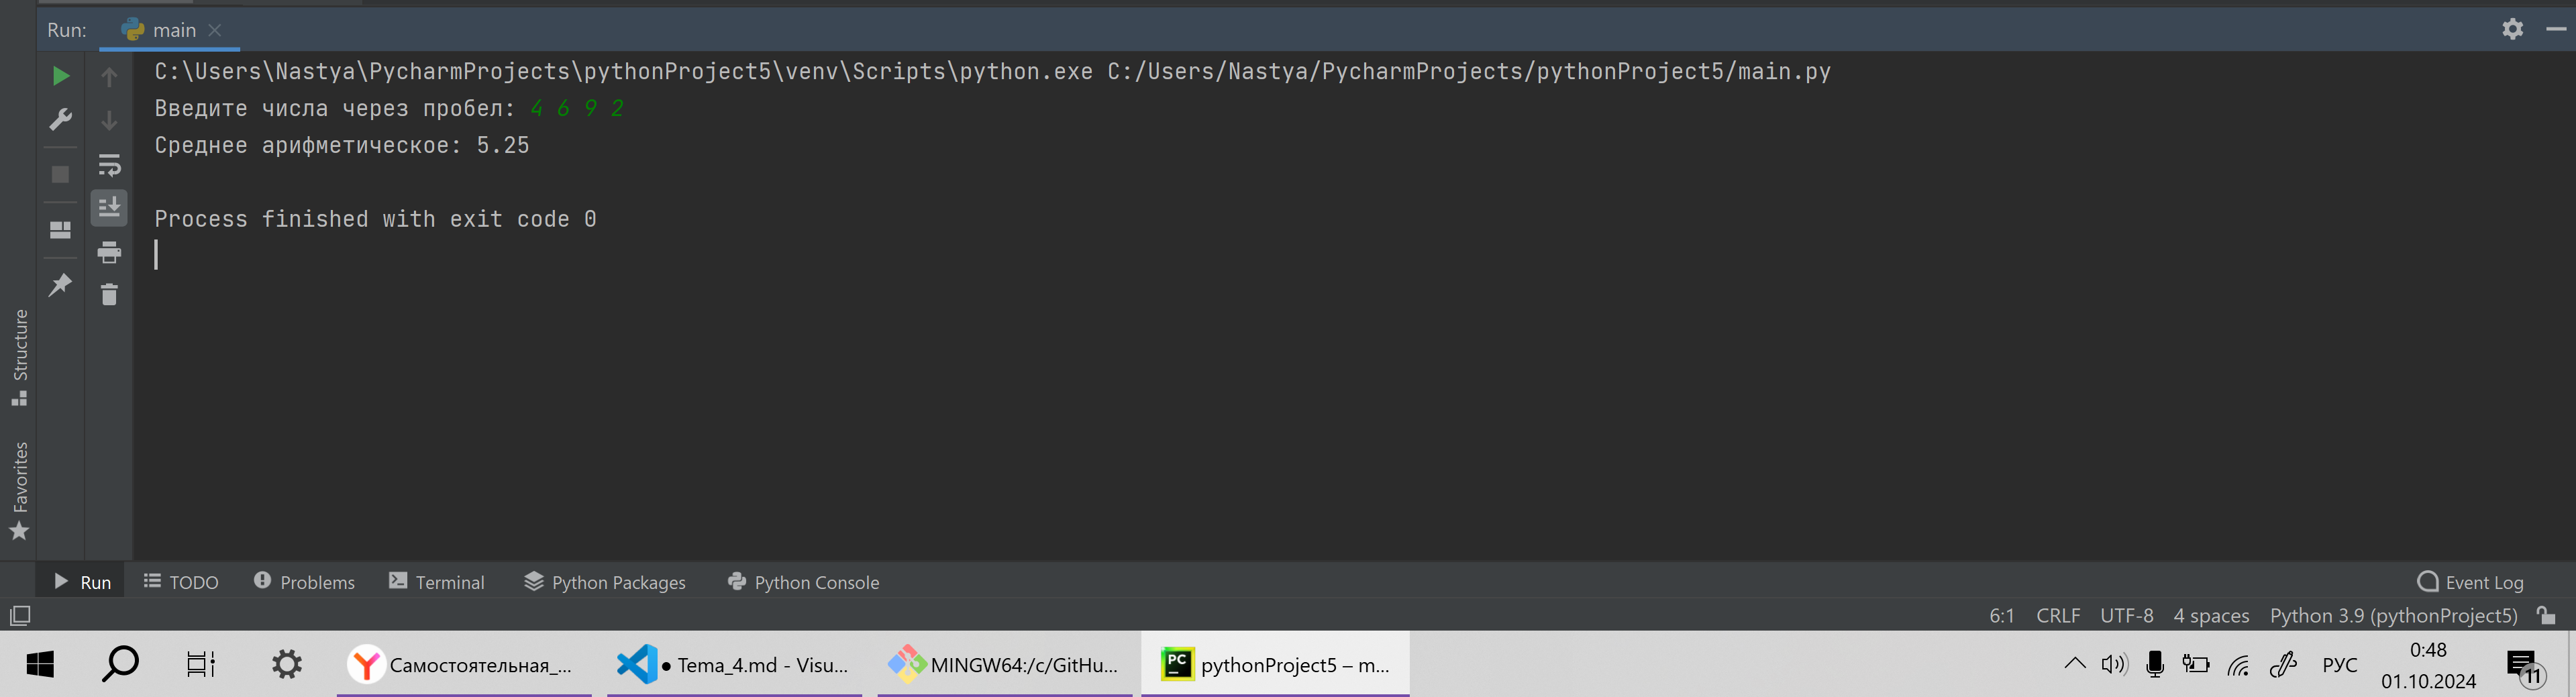 Run: main
C:\Users\Nastya\PycharmProjects\pythonProject5\venv\Scripts\python.exe C:/Users/Nastya/PycharmProjects/pythonProject5/main.py
Введите числа через пробел: 4 6 9 2
Среднее арифметическое: 5.25
Process finished with exit code 0
Structure
Favorites
Run TODO Problems Terminal Python Packages Python Console Event Log
6:1 CRLF UTF-8 4 spaces Python 3.9 (pythonProject5)
Самостоятельная_... ● Tema_4.md - Visu... MINGW64:/c/GitHu... PC pythonProject5 – m... РУС 0:48
01.10.2024 11